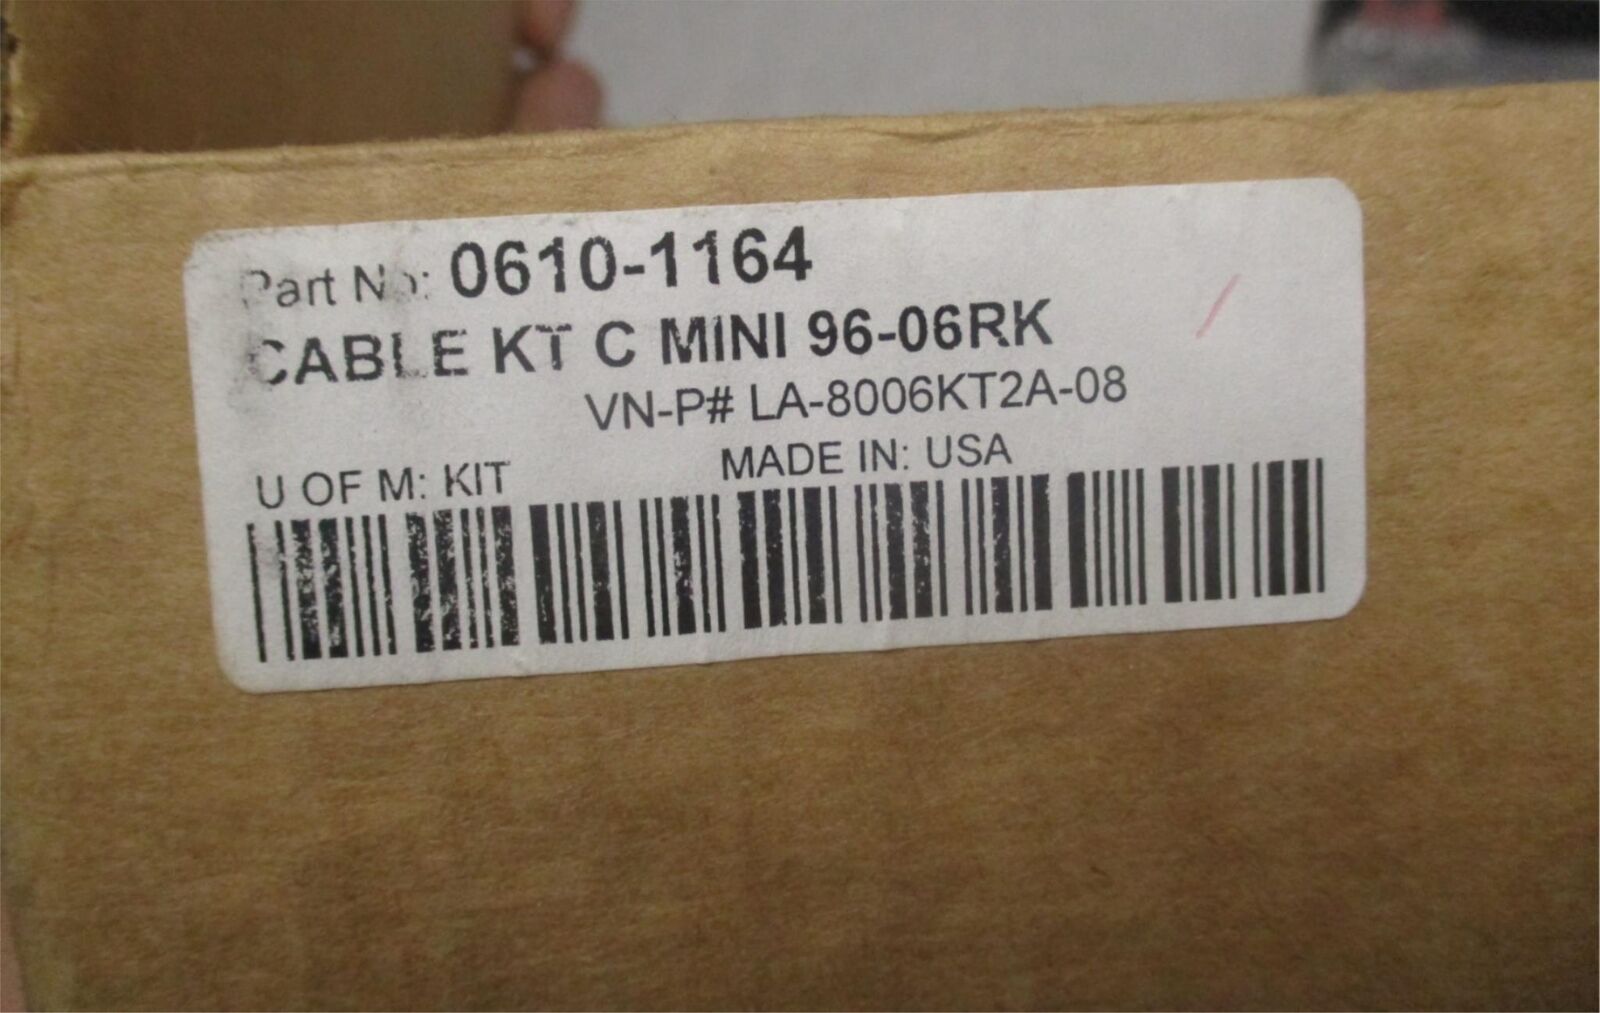 Part No: 0610-1164
CABLE KT C MINI 96-06RK
VN-P# LA-8006KT2A-08
U OF M: KIT MADE IN: USA